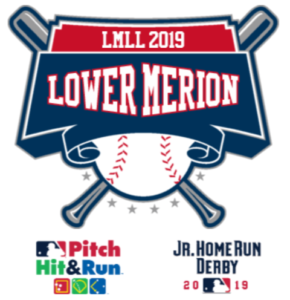 LMLL 2019
LOWER MERION
Pitch
Hit & Run
JR. HOME RUN
DERBY
20 19